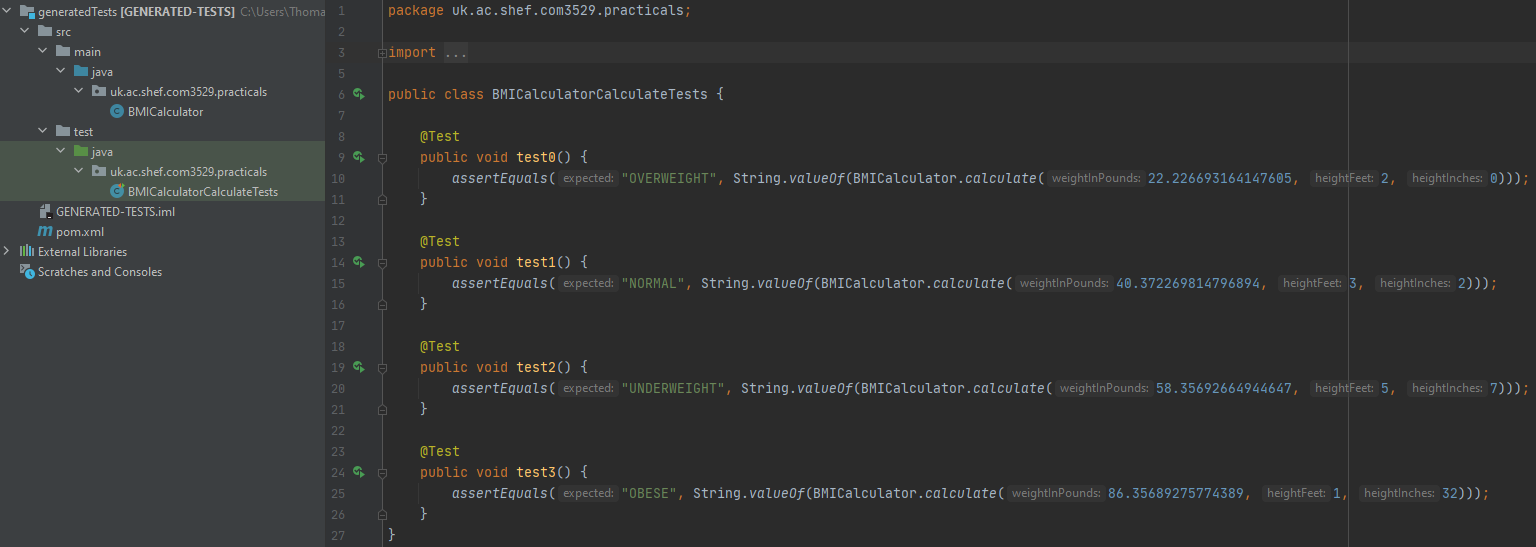 generatedTests [GENERATED-TESTS] C:\Users\Thoma
src
main
java
uk.ac.shef.com3529.practicals
BMICalculator
test
java
uk.ac.shef.com3529.practicals
BMICalculatorCalculateTests
GENERATED-TESTS.iml
pom.xml
External Libraries
Scratches and Consoles
1 package uk.ac.shef.com3529.practicals;
2
3 import ...
5
6 public class BMICalculatorCalculateTests {
7
8 @Test
9 public void test0() {
10 assertEquals( expected: "OVERWEIGHT", String.valueOf(BMICalculator.calculate( weightInPounds: 22.226693164147605, heightFeet: 2, heightInches: 0)));
11 }
12
13 @Test
14 public void test1() {
15 assertEquals( expected: "NORMAL", String.valueOf(BMICalculator.calculate( weightInPounds: 40.372269814796894, heightFeet: 3, heightInches: 2)));
16 }
17
18 @Test
19 public void test2() {
20 assertEquals( expected: "UNDERWEIGHT", String.valueOf(BMICalculator.calculate( weightInPounds: 58.35692664944647, heightFeet: 5, heightInches: 7)));
21 }
22
23 @Test
24 public void test3() {
25 assertEquals( expected: "OBESE", String.valueOf(BMICalculator.calculate( weightInPounds: 86.35689275774389, heightFeet: 1, heightInches: 32)));
26 }
27 }